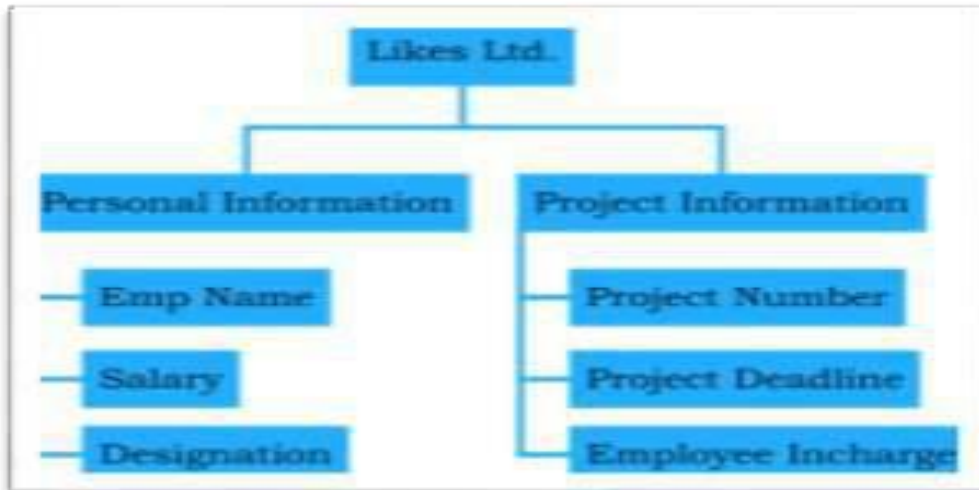 Likes Ltd.
Personal Information
Project Information
Emp Name
Project Number
Salary
Project Deadline
Designation
Employee Incharge